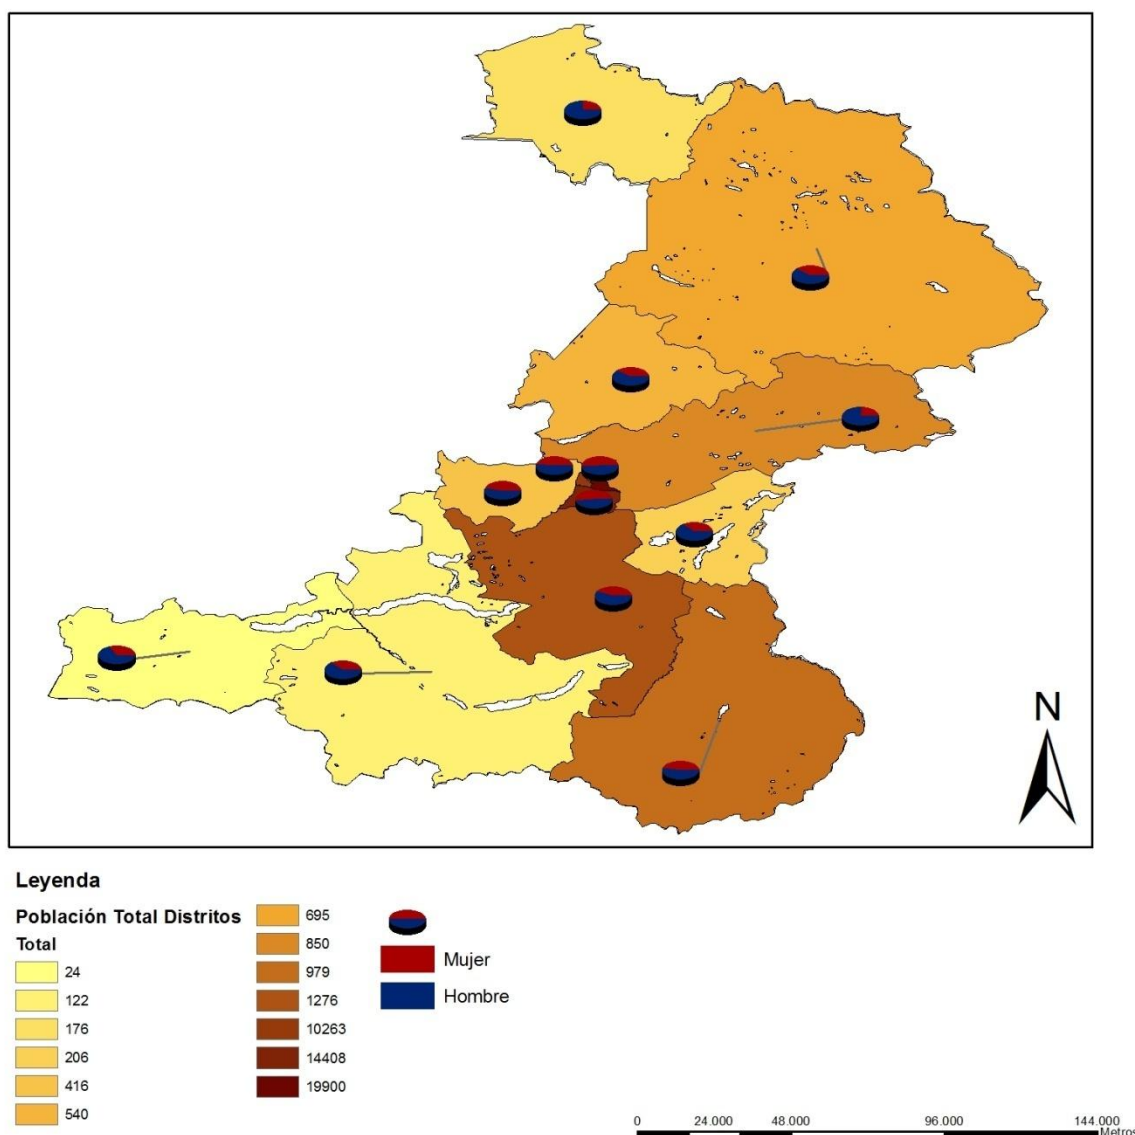 N
Leyenda
Población Total Distritos
Total
24
122
176
206
416
540
695
850
979
1276
10263
14408
19900
Mujer
Hombre
0 24.000 48.000 96.000 144.000
Metros